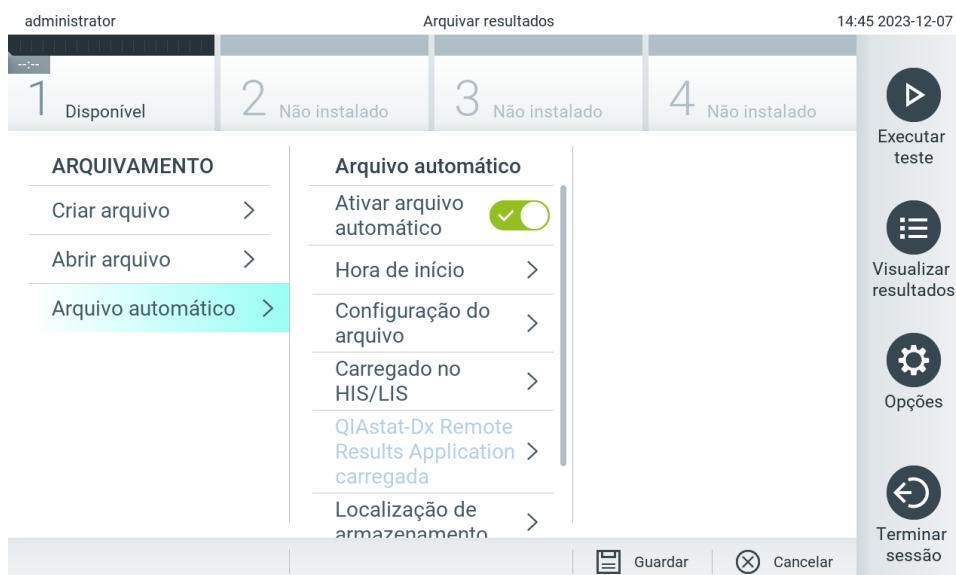 administrator
Arquivar resultados
14:45 2023-12-07
--:--
1 Disponível
2 Não instalado
3 Não instalado
4 Não instalado
ARQUIVAMENTO
Criar arquivo
Abrir arquivo
Arquivo automático
Arquivo automático
Ativar arquivo
automático
Hora de início
Configuração do
arquivo
Carregado no
HIS/LIS
QIAstat-Dx Remote
Results Application
carregada
Localização de
armazenamento
Executar
teste
Visualizar
resultados
Opções
Terminar
sessão
Guardar
Cancelar